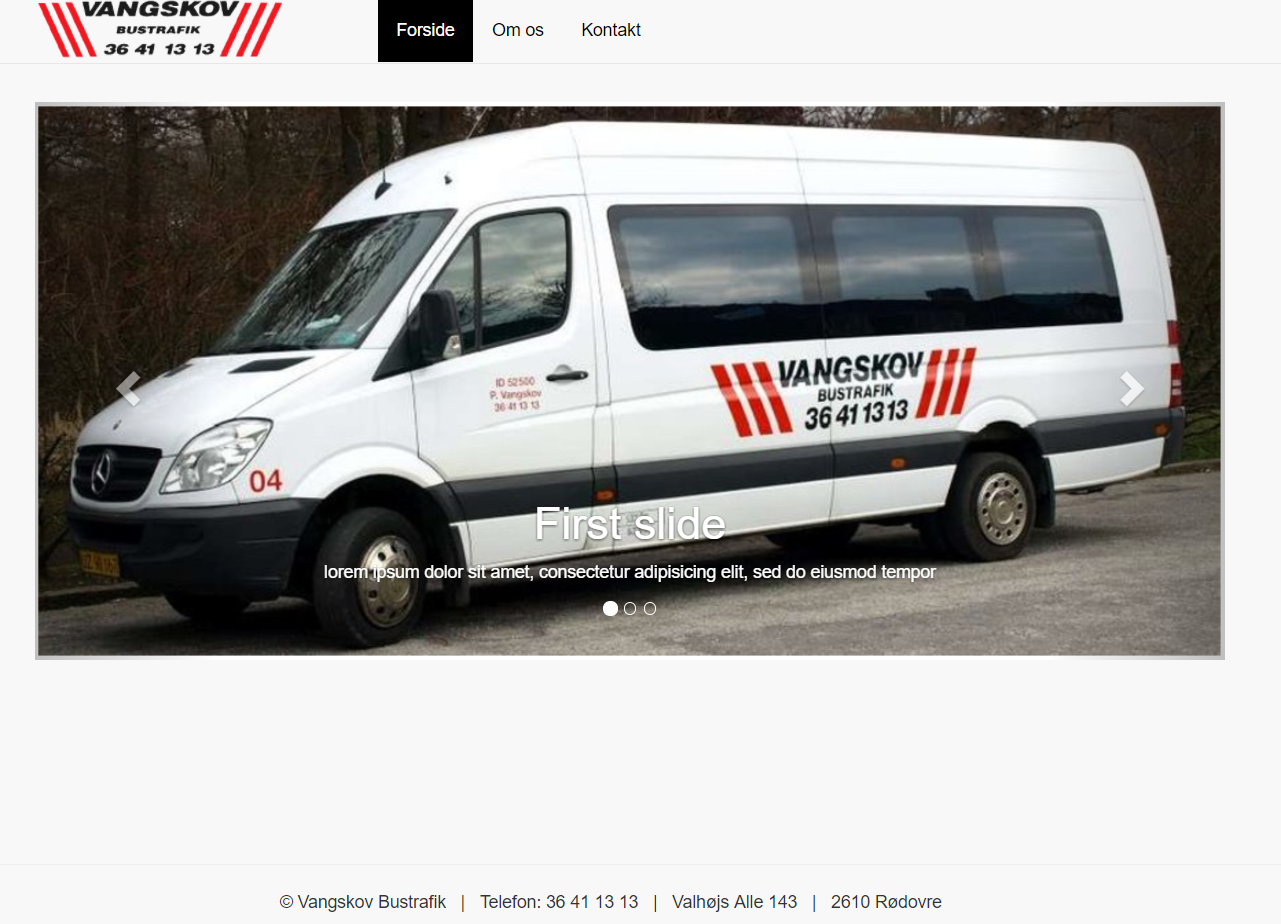 VANGSKOV
BUSTRAFIK
36 41 13 13
Forside
Om os
Kontakt
ID 52500
P. Vangskov
36 41 13 13
VANGSKOV
BUSTRAFIK
36 41 13 13
04
First slide
lorem ipsum dolor sit amet, consectetur adipisicing elit, sed do eiusmod tempor
© Vangskov Bustrafik | Telefon: 36 41 13 13 | Valhøjs Alle 143 | 2610 Rødovre